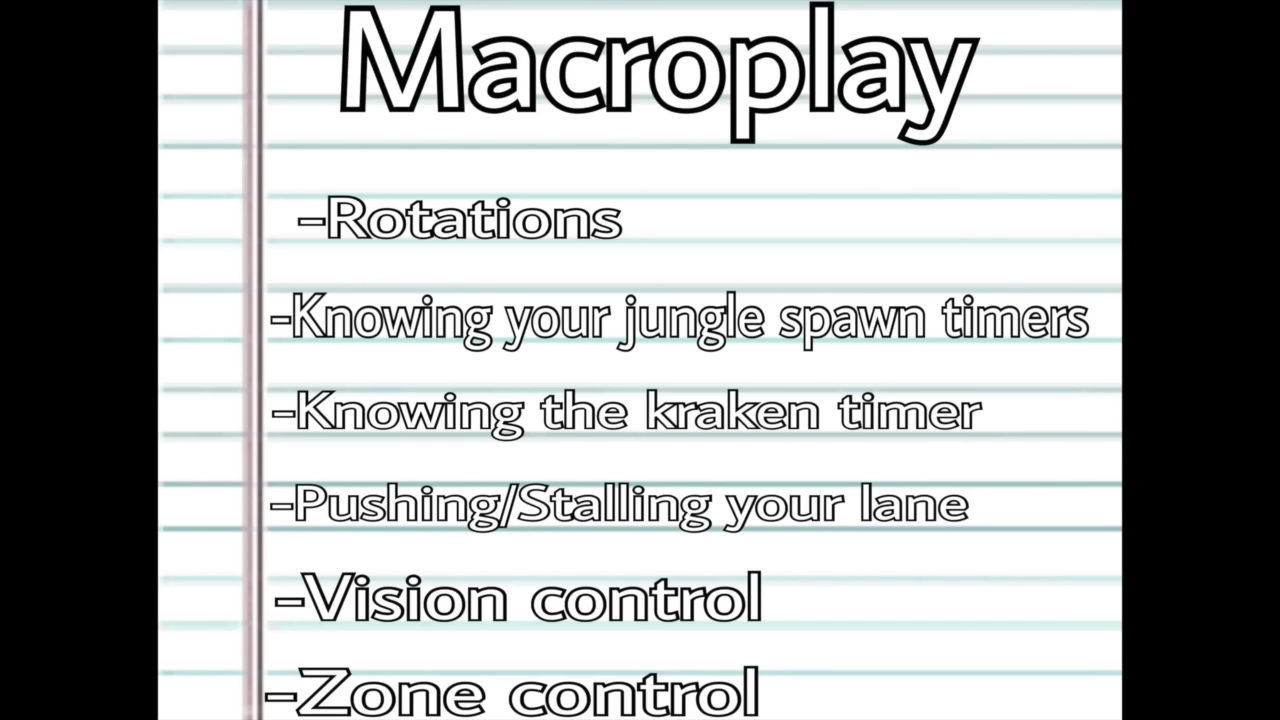 Macroplay
-Rotations
-Knowing your jungle spawn timers
-Knowing the kraken timer
-Pushing/Stalling your lane
-Vision control
-Zone control